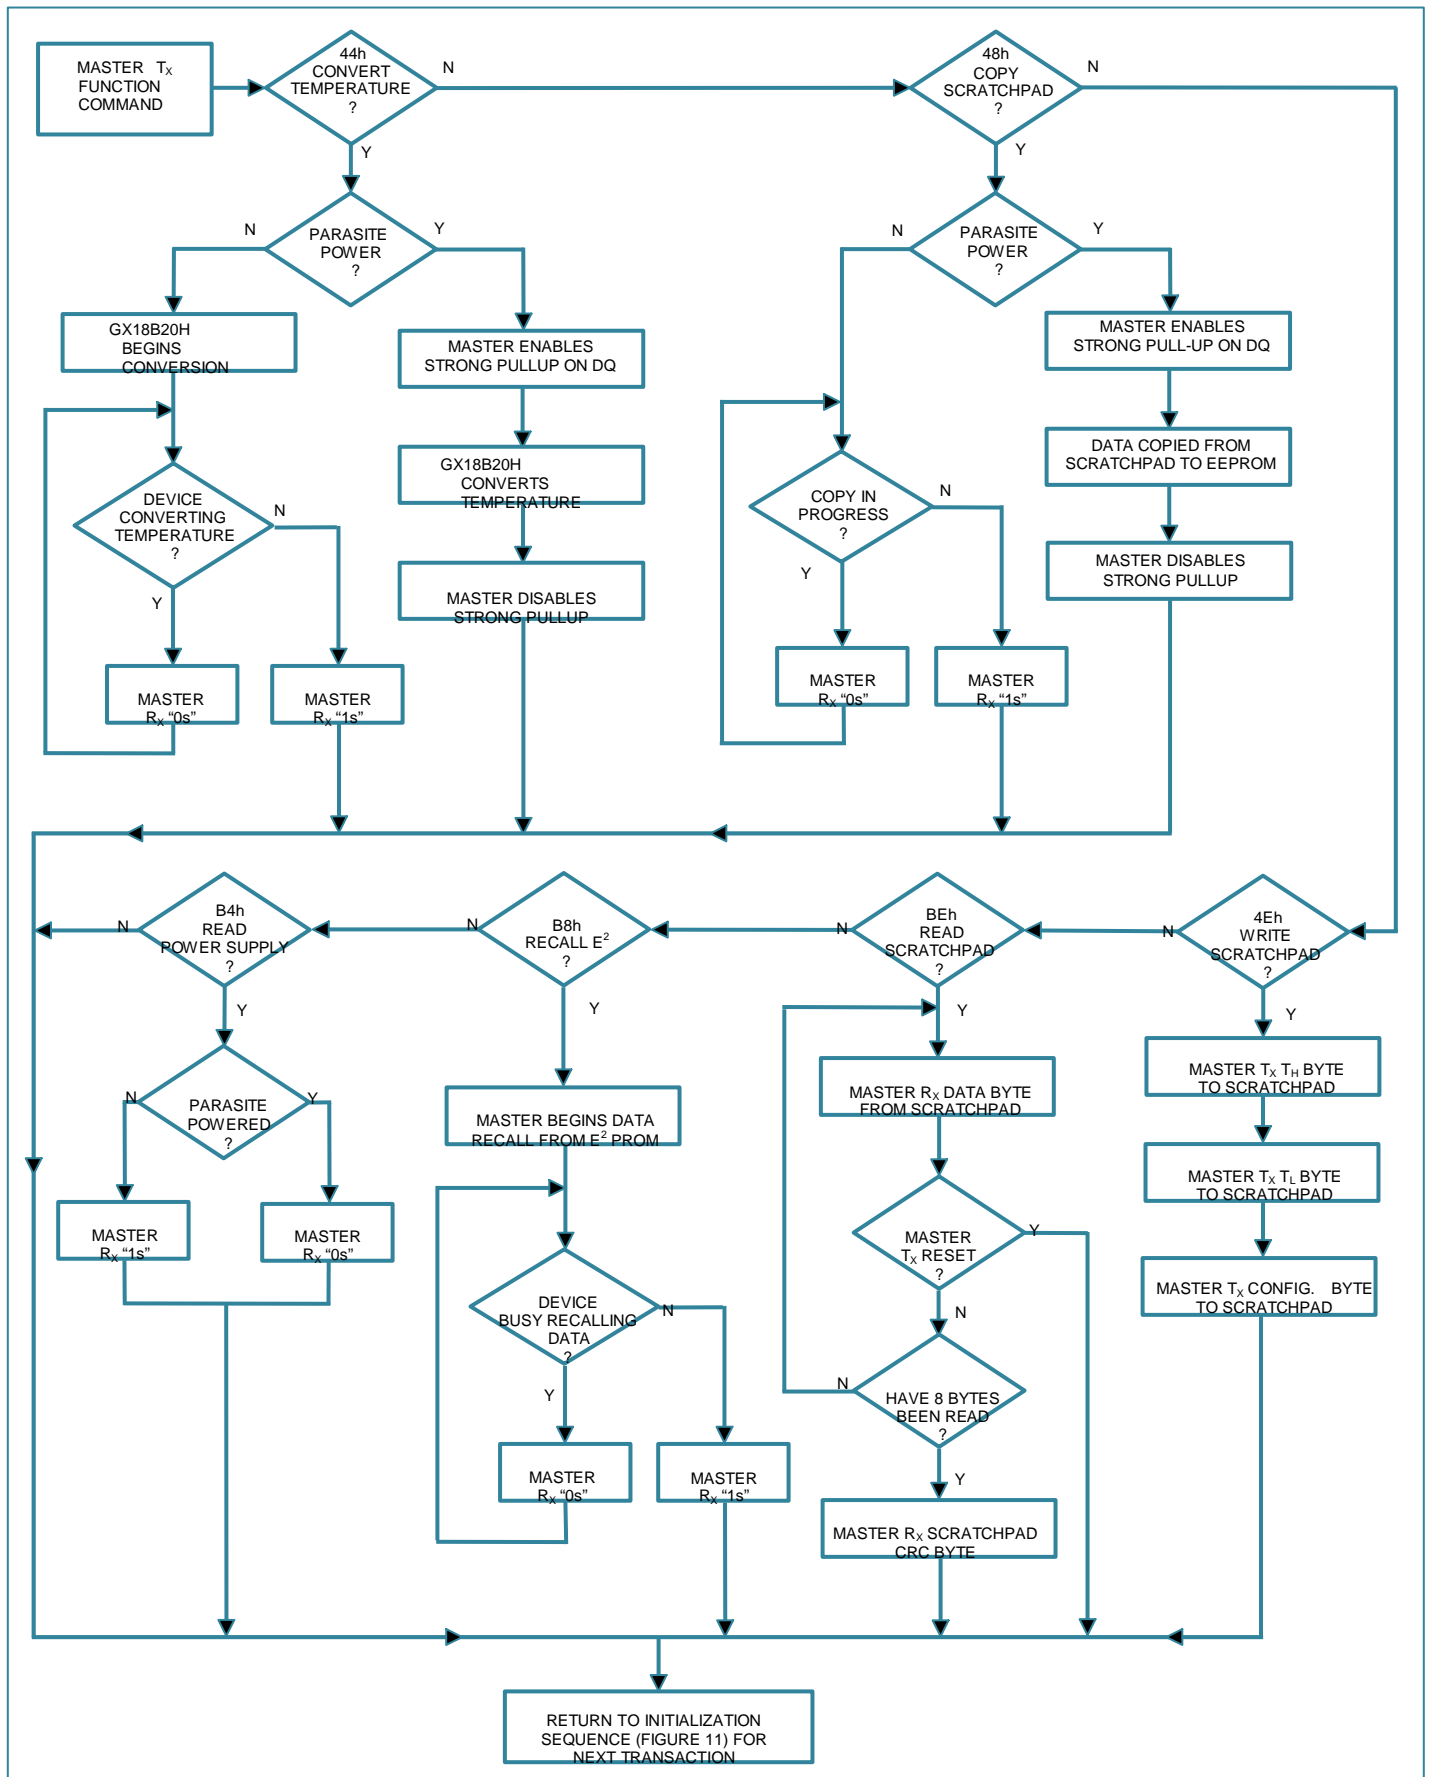 MASTER TX
FUNCTION
COMMAND
44h
CONVERT
TEMPERATURE
?
N
Y
48h
COPY
SCRATCHPAD
?
N
Y
N
PARASITE
POWER
?
Y
N
PARASITE
POWER
?
Y
GX18B20H
BEGINS
CONVERSION
MASTER ENABLES
STRONG PULLUP ON DQ
MASTER ENABLES
STRONG PULL-UP ON DQ
GX18B20H
CONVERTS
TEMPERATURE
DATA COPIED FROM
SCRATCHPAD TO EEPROM
DEVICE
CONVERTING
TEMPERATURE
?
N
Y
COPY IN
PROGRESS
?
N
Y
MASTER DISABLES
STRONG PULLUP
MASTER DISABLES
STRONG PULLUP
MASTER
RX “0s”
MASTER
RX “1s”
MASTER
RX “0s”
MASTER
RX “1s”
N
B4h
READ
POWER SUPPLY
?
Y
N
B8h
RECALL E²
?
Y
N
BEh
READ
SCRATCHPAD
?
Y
N
4Eh
WRITE
SCRATCHPAD
?
Y
N
PARASITE
POWERED
?
Y
MASTER BEGINS DATA
RECALL FROM E² PROM
MASTER RX DATA BYTE
FROM SCRATCHPAD
MASTER TX TH BYTE
TO SCRATCHPAD
MASTER TX TL BYTE
TO SCRATCHPAD
MASTER
RX “1s”
MASTER
RX “0s”
MASTER
TX RESET
?
Y
N
MASTER TX CONFIG. BYTE
TO SCRATCHPAD
DEVICE
BUSY RECALLING
DATA
?
N
Y
N
HAVE 8 BYTES
BEEN READ
?
Y
MASTER
RX “0s”
MASTER
RX “1s”
MASTER RX SCRATCHPAD
CRC BYTE
RETURN TO INITIALIZATION
SEQUENCE (FIGURE 11) FOR
NEXT TRANSACTION